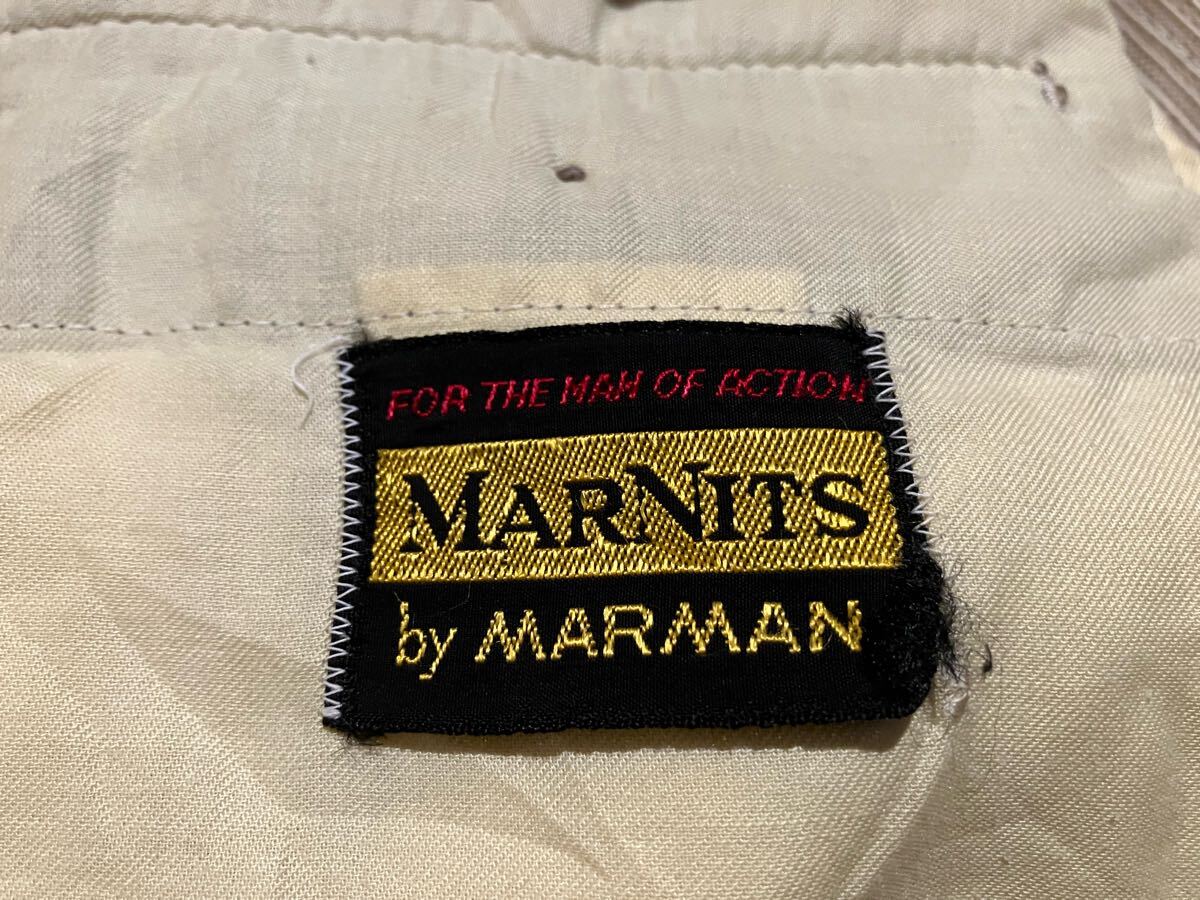 FOR THE MAN OF ACTION
MARNITS
by MARMAN